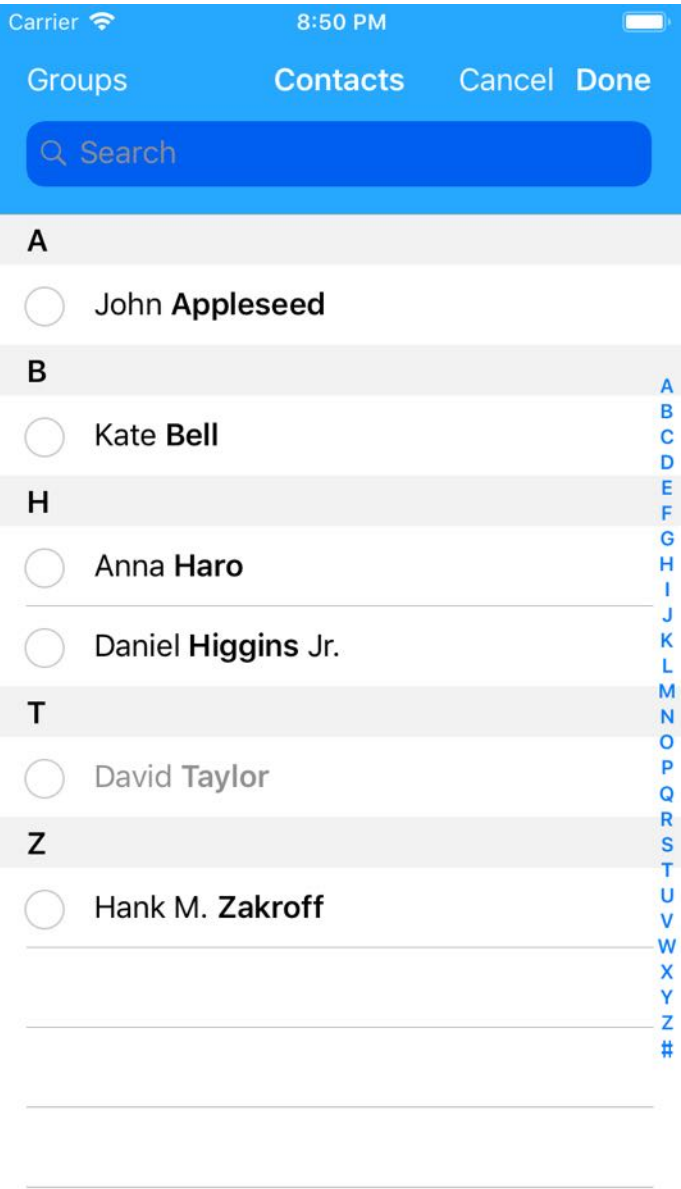 Carrier 8:50 PM
Groups Contacts Cancel Done
Search
A
John Appleseed
B
Kate Bell
H
Anna Haro
Daniel Higgins Jr.
T
David Taylor
Z
Hank M. Zakroff
A
B
C
D
E
F
G
H
I
J
K
L
M
N
O
P
Q
R
S
T
U
V
W
X
Y
Z
#